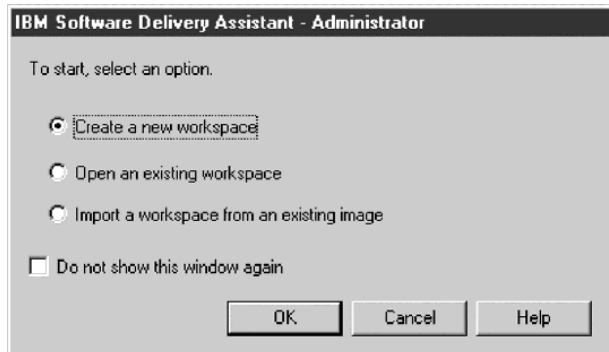 IBM Software Delivery Assistant - Administrator
To start, select an option.
Create a new workspace
Open an existing workspace
Import a workspace from an existing image
Do not show this window again
OK Cancel Help